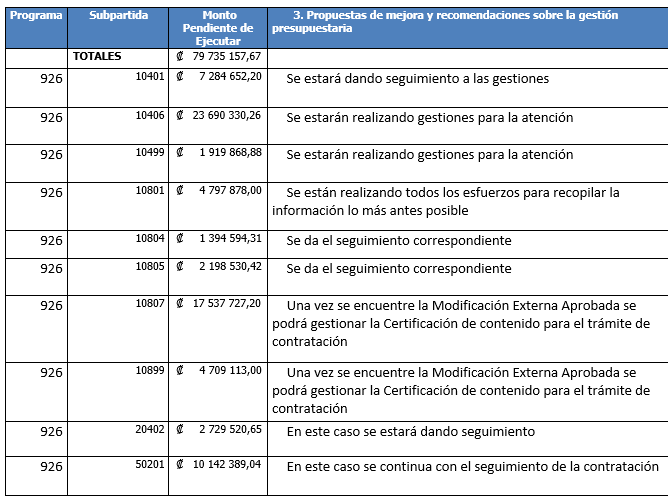 Programa Subpartida Monto Pendiente de Ejecutar 3. Propuestas de mejora y recomendaciones sobre la gestión presupuestaria
TOTALES ₡ 79 735 157,67
926 10401 ₡ 7 284 652,20 Se estará dando seguimiento a las gestiones
926 10406 ₡ 23 690 330,26 Se estarán realizando gestiones para la atención
926 10499 ₡ 1 919 868,88 Se estarán realizando gestiones para la atención
926 10801 ₡ 4 797 878,00 Se están realizando todos los esfuerzos para recopilar la
información lo más antes posible
926 10804 ₡ 1 394 594,31 Se da el seguimiento correspondiente
926 10805 ₡ 2 198 530,42 Se da el seguimiento correspondiente
926 10807 ₡ 17 537 727,20 Una vez se encuentre la Modificación Externa Aprobada se
podrá gestionar la Certificación de contenido para el trámite de
contratación
926 10899 ₡ 4 709 113,00 Una vez se encuentre la Modificación Externa Aprobada se
podrá gestionar la Certificación de contenido para el trámite de
contratación
926 20402 ₡ 2 729 520,65 En este caso se estará dando seguimiento
926 50201 ₡ 10 142 389,04 En este caso se continua con el seguimiento de la contratación